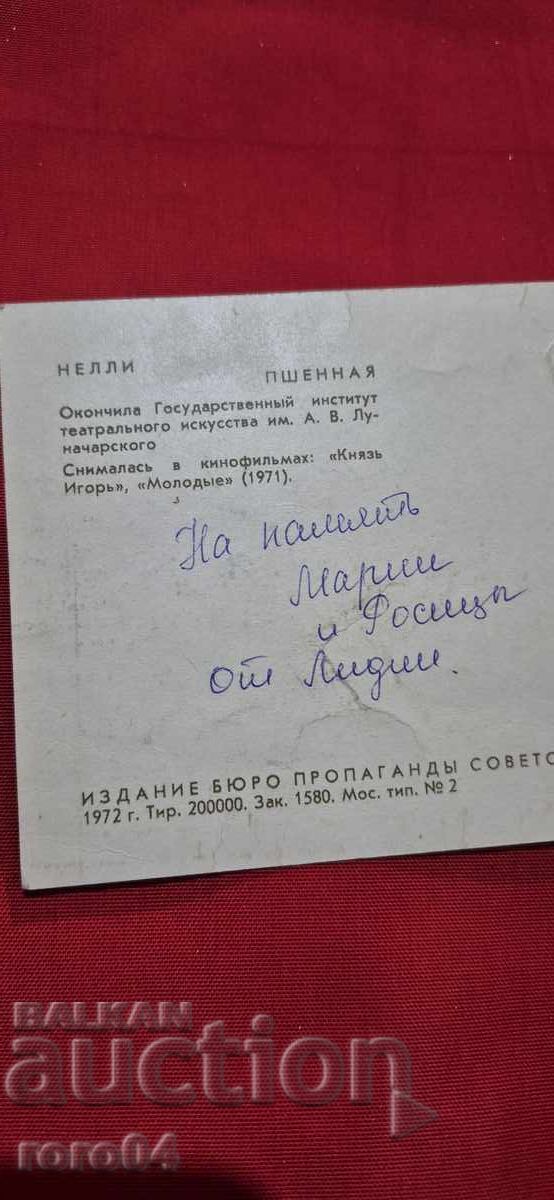 НЕЛЛИ ПШЕННАЯ
Окончила Государственный институт
театрального искусства им. А. В. Лу-
начарского
Снималась в кинофильмах: «Князь
Игорь», «Молодые» (1971).
На память
Марии
и Росицы
от Лидии.
ИЗДАНИЕ БЮРО ПРОПАГАНДЫ СОВЕТС
1972 г. Тир. 200000. Зак. 1580. Мос. тип. № 2
BALKAN
auction
roro04